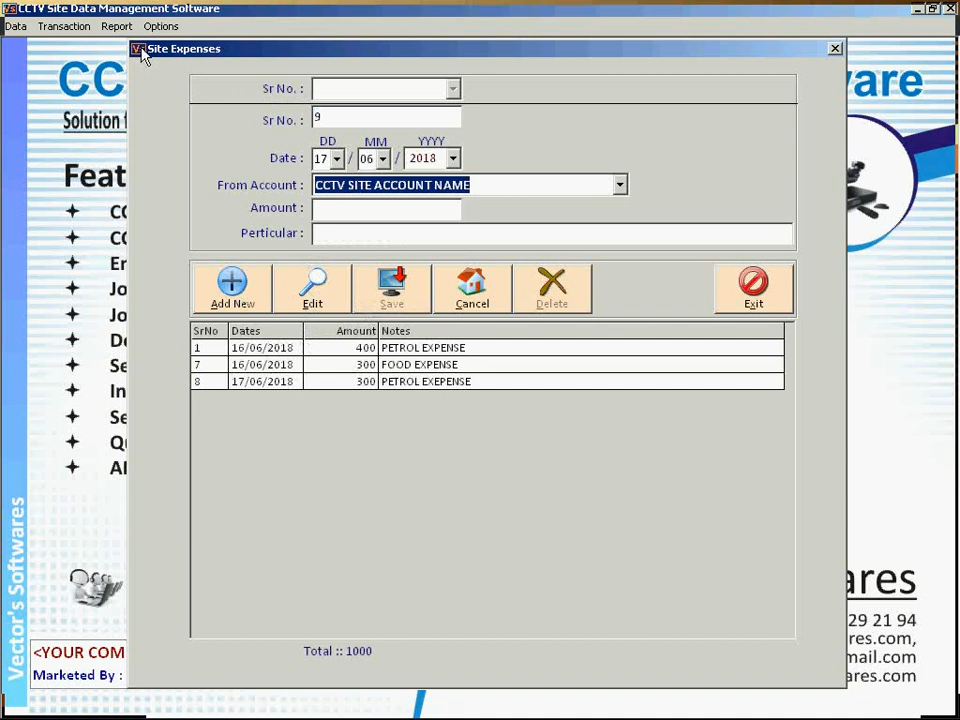 CCTV Site Data Management Software
Data Transaction Report Options
Site Expenses
CC
ware
Solution
Feat
Sr No. :
Sr No. : 9
DD MM YYYY
Date : 17 / 06 / 2018
From Account : CCTV SITE ACCOUNT NAME
Amount :
Perticular :
Add New Edit Save Cancel Delete Exit
SrNo Dates Amount Notes
1 16/06/2018 400 PETROL EXPENSE
7 16/06/2018 300 FOOD EXPENSE
8 17/06/2018 300 PETROL EXEPENSE
Total :: 1000
CC
CC
Er
Jo
Jo
De
Se
In
Se
Qu
Al
Vector's Softwares
ares
29 21 94
res.com,
mail.com
res.com
<YOUR COM
Marketed By :